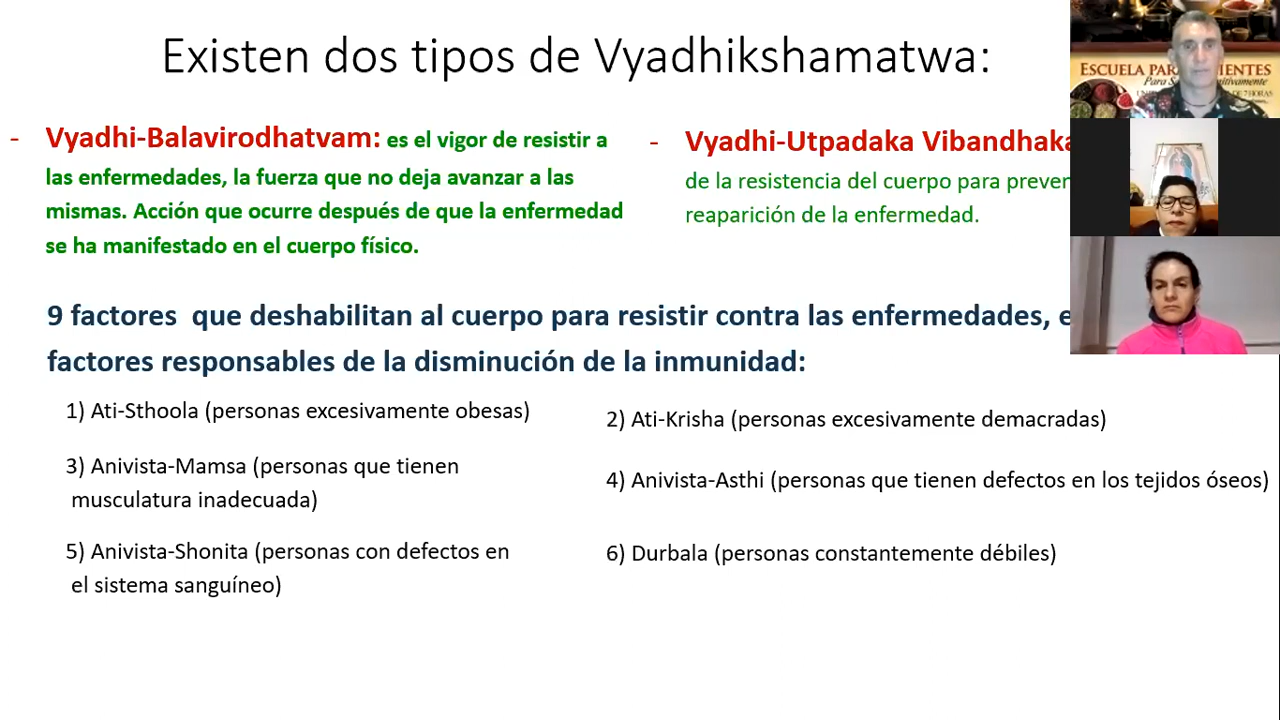 Existen dos tipos de Vyadhikshamatwa:
- Vyadhi-Balavirodhatvam: es el vigor de resistir a
las enfermedades, la fuerza que no deja avanzar a las
mismas. Acción que ocurre después de que la enfermedad
se ha manifestado en el cuerpo físico.
- Vyadhi-Utpadaka Vibandhaka
de la resistencia del cuerpo para preve
reaparición de la enfermedad.
9 factores que deshabilitan al cuerpo para resistir contra las enfermedades, e
factores responsables de la disminución de la inmunidad:
1) Ati-Sthoola (personas excesivamente obesas)
2) Ati-Krisha (personas excesivamente demacradas)
3) Anivista-Mamsa (personas que tienen
musculatura inadecuada)
4) Anivista-Asthi (personas que tienen defectos en los tejidos óseos)
5) Anivista-Shonita (personas con defectos en
el sistema sanguíneo)
6) Durbala (personas constantemente débiles)
ESCUELA PAR
ENTES
Para S
DE 7 HORAS